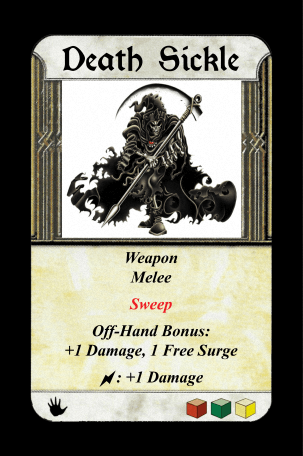 Death Sickle
Weapon
Melee
Sweep
Off-Hand Bonus:
+1 Damage, 1 Free Surge
: +1 Damage